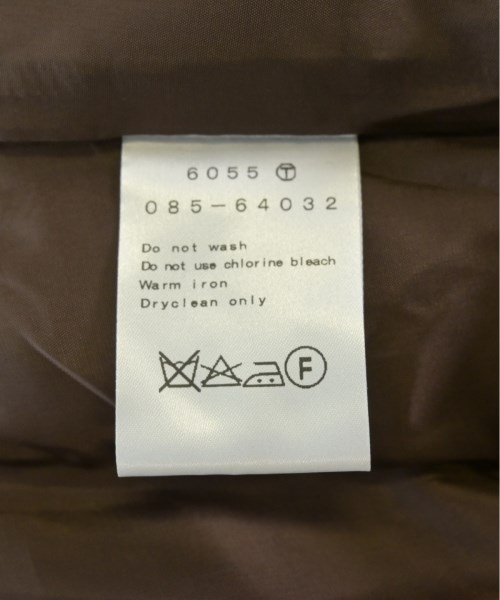 6055 Ⓣ
085-64032
Do not wash
Do not use chlorine bleach
Warm iron
Dryclean only
F